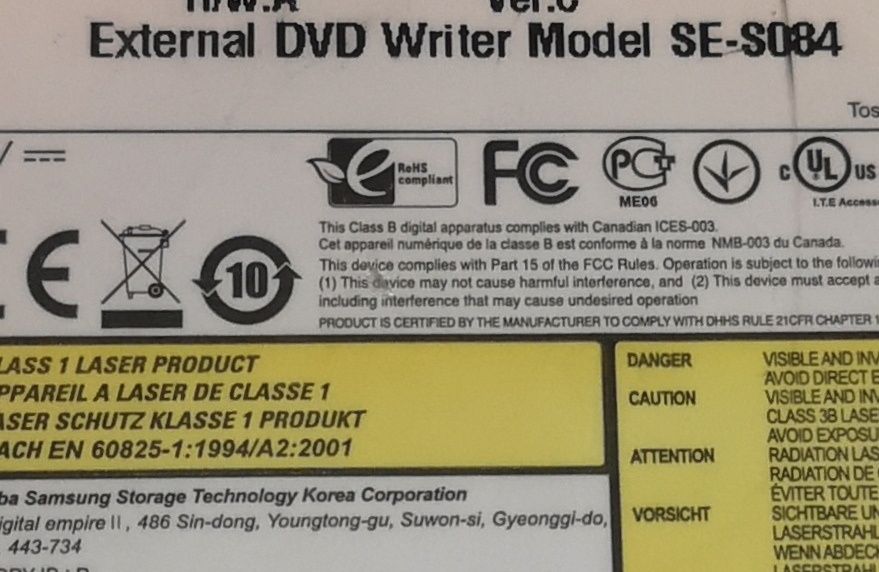 External DVD Writer Model SE-S084
Tos
RoHS
compliant
FC
PCT
ME06
c UL US
I.T.E Access
CE
10
This Class B digital apparatus complies with Canadian ICES-003.
Cet appareil numérique de la classe B est conforme à la norme NMB-003 du Canada.
This device complies with Part 15 of the FCC Rules. Operation is subject to the followi
(1) This device may not cause harmful interference, and (2) This device must accept a
including interference that may cause undesired operation
PRODUCT IS CERTIFIED BY THE MANUFACTURER TO COMPLY WITH DHHS RULE 21CFR CHAPTER 1
LASS 1 LASER PRODUCT
PPAREIL A LASER DE CLASSE 1
ASER SCHUTZ KLASSE 1 PRODUKT
ACH EN 60825-1:1994/A2:2001
ba Samsung Storage Technology Korea Corporation
igital empire II, 486 Sin-dong, Youngtong-gu, Suwon-si, Gyeonggi-do,
443-734
DANGER VISIBLE AND INV
AVOID DIRECT E
CAUTION VISIBLE AND INV
CLASS 3B LASE
AVOID EXPOSU
ATTENTION RADIATION LAS
RADIATION DE
ÉVITER TOUTE
VORSICHT SICHTBARE UN
LASERSTRAHL
WENN ABDECK